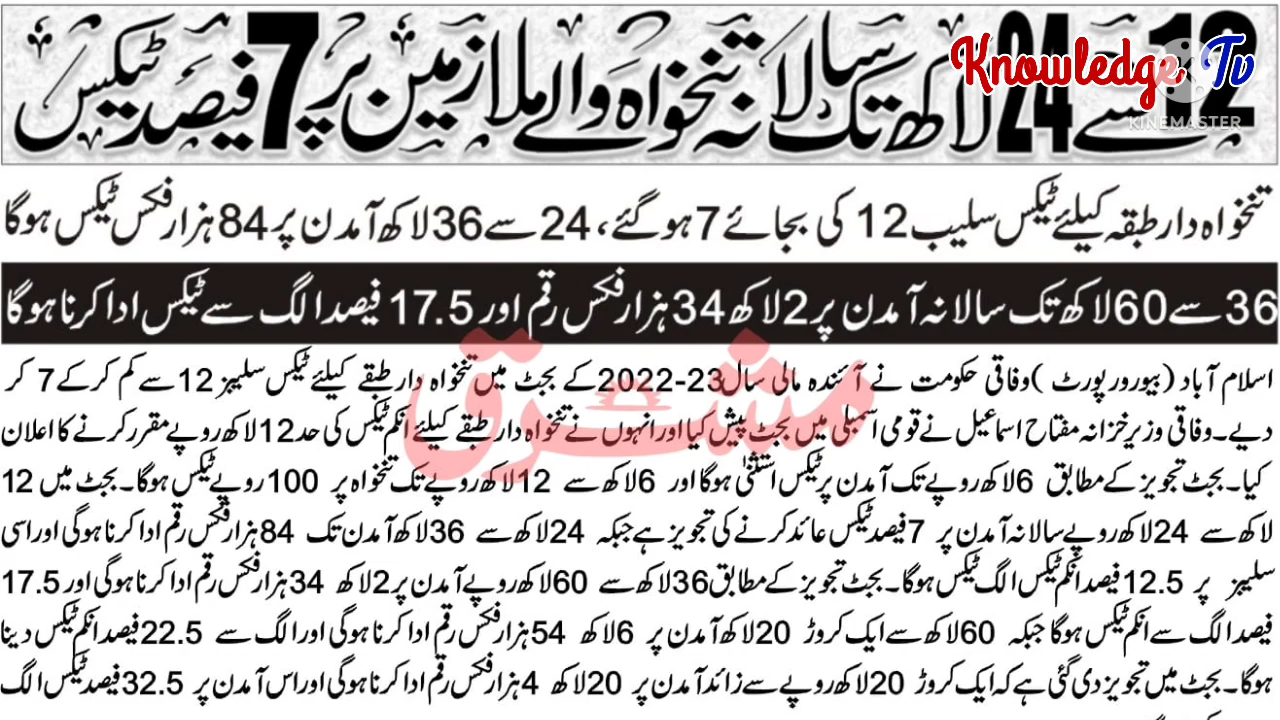 12 سے 24 لاکھ تک سالانہ تنخواہ والے ملازمین پر 7 فیصد ٹیکس
Knowledge Tv
KINEMASTER
تنخواہ دار طبقہ کیلئے ٹیکس سلیب 12 کی بجائے 7 ہو گئے، 24 سے 36 لاکھ آمدن پر 84 ہزار فکس ٹیکس ہوگا
36 سے 60 لاکھ تک سالانہ آمدن پر 2 لاکھ 34 ہزار فکس رقم اور 17.5 فیصد الگ سے ٹیکس ادا کرنا ہوگا
مشرق
اسلام آباد (بیورو رپورٹ) وفاقی حکومت نے آئندہ مالی سال 2022-23 کے بجٹ میں تنخواہ دار طبقے کیلئے ٹیکس سلیبز 12 سے کم کر کے 7 کر
دیے۔ وفاقی وزیر خزانہ مفتاح اسماعیل نے قومی اسمبلی میں بجٹ پیش کیا اور انہوں نے تنخواہ دار طبقے کیلئے انکم ٹیکس کی حد 12 لاکھ روپے مقرر کرنے کا اعلان
کیا۔ بجٹ تجویز کے مطابق 6 لاکھ روپے تک آمدن پر ٹیکس استثنیٰ ہوگا اور 6 لاکھ سے 12 لاکھ روپے تک تنخواہ پر 100 روپے ٹیکس ہوگا۔ بجٹ میں 12
لاکھ سے 24 لاکھ روپے سالانہ آمدن پر 7 فیصد ٹیکس عائد کرنے کی تجویز ہے جبکہ 24 لاکھ سے 36 لاکھ آمدن تک 84 ہزار فکس رقم ادا کرنا ہوگی اور اسی
سلیبز پر 12.5 فیصد انکم ٹیکس الگ ٹیکس ہوگا۔ بجٹ تجویز کے مطابق 36 لاکھ سے 60 لاکھ روپے آمدن پر 2 لاکھ 34 ہزار فکس رقم ادا کرنا ہوگی اور 17.5
فیصد الگ سے انکم ٹیکس ہوگا جبکہ 60 لاکھ سے ایک کروڑ 20 لاکھ آمدن پر 6 لاکھ 54 ہزار فکس رقم ادا کرنا ہوگی اور الگ سے 22.5 فیصد انکم ٹیکس دینا
ہوگا۔ بجٹ میں تجویز دی گئی ہے کہ ایک کروڑ 20 لاکھ روپے سے زائد آمدن پر 20 لاکھ 4 ہزار فکس رقم ادا کرنا ہوگی اور اس آمدن پر 32.5 فیصد ٹیکس الگ